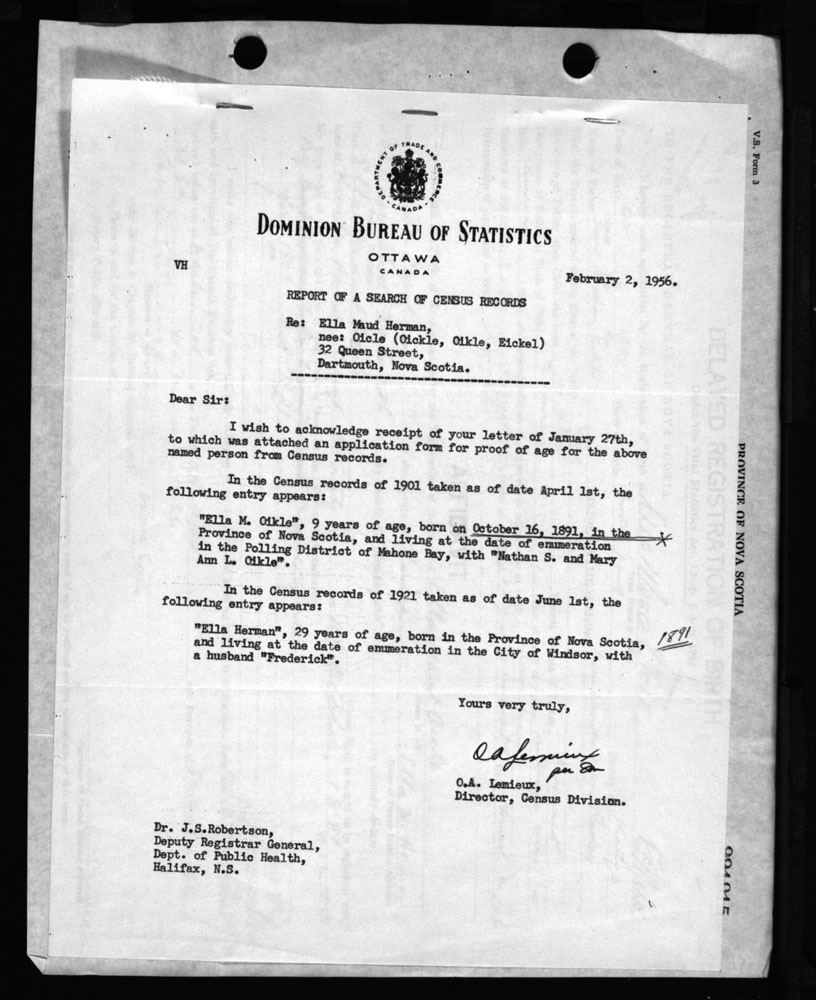 DEPARTMENT OF TRADE AND COMMERCE
CANADA
DOMINION BUREAU OF STATISTICS
OTTAWA
CANADA
VH
February 2, 1956.
REPORT OF A SEARCH OF CENSUS RECORDS
Re: Ella Maud Herman,
nee: Oicle (Oickle, Oikle, Eickel)
32 Queen Street,
Dartmouth, Nova Scotia.
Dear Sir:
I wish to acknowledge receipt of your letter of January 27th,
to which was attached an application form for proof of age for the above
named person from Census records.
In the Census records of 1901 taken as of date April 1st, the
following entry appears:
"Ella M. Oikle", 9 years of age, born on October 16, 1891, in the
Province of Nova Scotia, and living at the date of enumeration
in the Polling District of Mahone Bay, with "Nathan S. and Mary
Ann L. Oikle".
In the Census records of 1921 taken as of date June 1st, the
following entry appears:
"Ella Herman", 29 years of age, born in the Province of Nova Scotia, 1891
and living at the date of enumeration in the City of Windsor, with
a husband "Frederick".
Yours very truly,
O A Lemieux
per
O.A. Lemieux,
Director, Census Division.
Dr. J.S.Robertson,
Deputy Registrar General,
Dept. of Public Health,
Halifax, N.S.
V.S. Form 3
PROVINCE OF NOVA SCOTIA